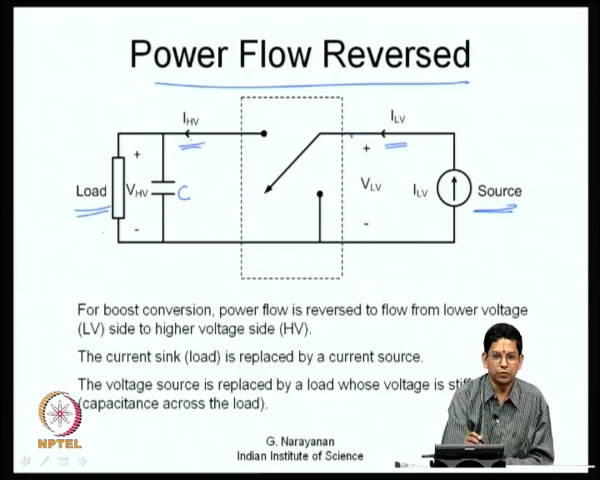 Power Flow Reversed
I_HV
I_LV
+
+
Load
V_HV
C
V_LV
I_LV
Source
-
-
For boost conversion, power flow is reversed to flow from lower voltage
(LV) side to higher voltage side (HV).
The current sink (load) is replaced by a current source.
The voltage source is replaced by a load whose voltage is
(capacitance across the load).
NPTEL
G. Narayanan
Indian Institute of Science